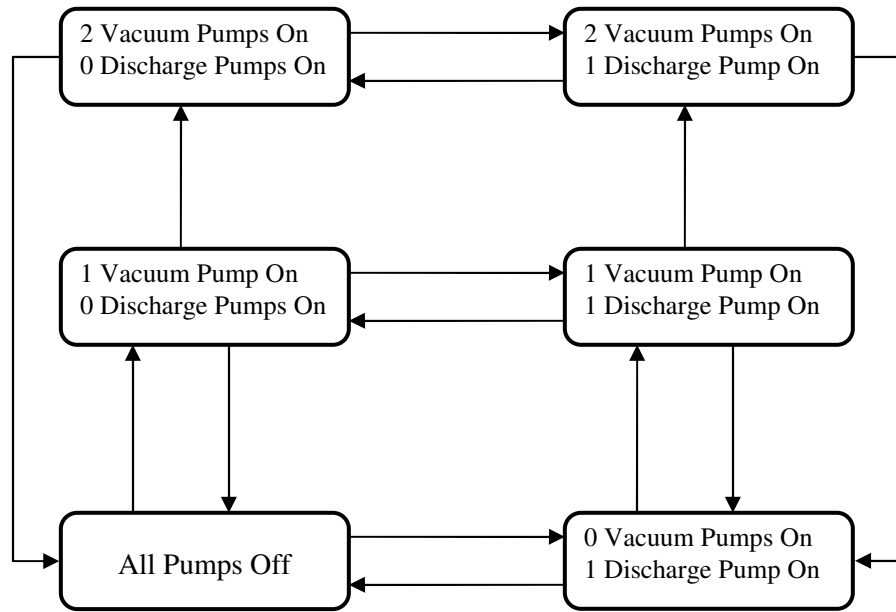 2 Vacuum Pumps On
0 Discharge Pumps On
2 Vacuum Pumps On
1 Discharge Pump On
1 Vacuum Pump On
0 Discharge Pumps On
1 Vacuum Pump On
1 Discharge Pump On
All Pumps Off
0 Vacuum Pumps On
1 Discharge Pump On